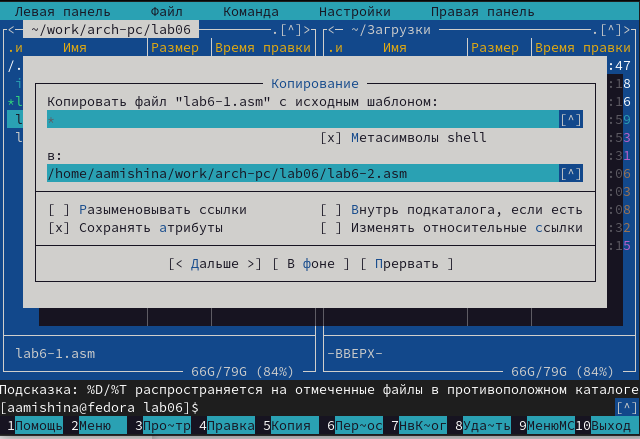 Левая панель Файл Команда Настройки Правая панель
<─ ~/work/arch-pc/lab06 ─.[^]>  <─ ~/Загрузки ─.[^]>
.и Имя Размер Время правки .и Имя Размер Время правки
/. :47
i :18
Копирование
*l Копировать файл "lab6-1.asm" с исходным шаблоном: :16
l * [^] :59
l [x] Метасимволы shell :53
в: :31
/home/aamishina/work/arch-pc/lab06/lab6-2.asm [^] :06
:03
[ ] Разыменовывать ссылки [ ] Внутрь подкаталога, если есть :08
[x] Сохранять атрибуты [ ] Изменять относительные ссылки :32
:15
[< Дальше >] [ В фоне ] [ Прервать ]
lab6-1.asm -ВВЕРХ-
66G/79G (84%) 66G/79G (84%)
Подсказка: %D/%T распространяется на отмеченные файлы в противоположном каталоге
[aamishina@fedora lab06]$ [^]
1Помощь 2Меню 3Про~тр 4Правка 5Копия 6Пер~ос 7НвК~ог 8Уда~ть 9МенюMC 10Выход